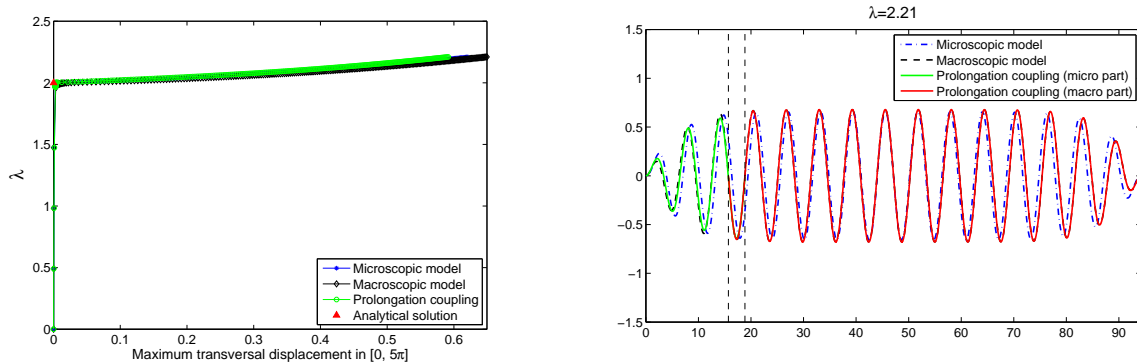 2.5
2
1.5
1
0.5
0
λ
0 0.1 0.2 0.3 0.4 0.5 0.6
Maximum transversal displacement in [0, 5π]
Microscopic model
Macroscopic model
Prolongation coupling
Analytical solution
λ=2.21
1.5
1
0.5
0
−0.5
−1
−1.5
0 10 20 30 40 50 60 70 80 90
Microscopic model
Macroscopic model
Prolongation coupling (micro part)
Prolongation coupling (macro part)